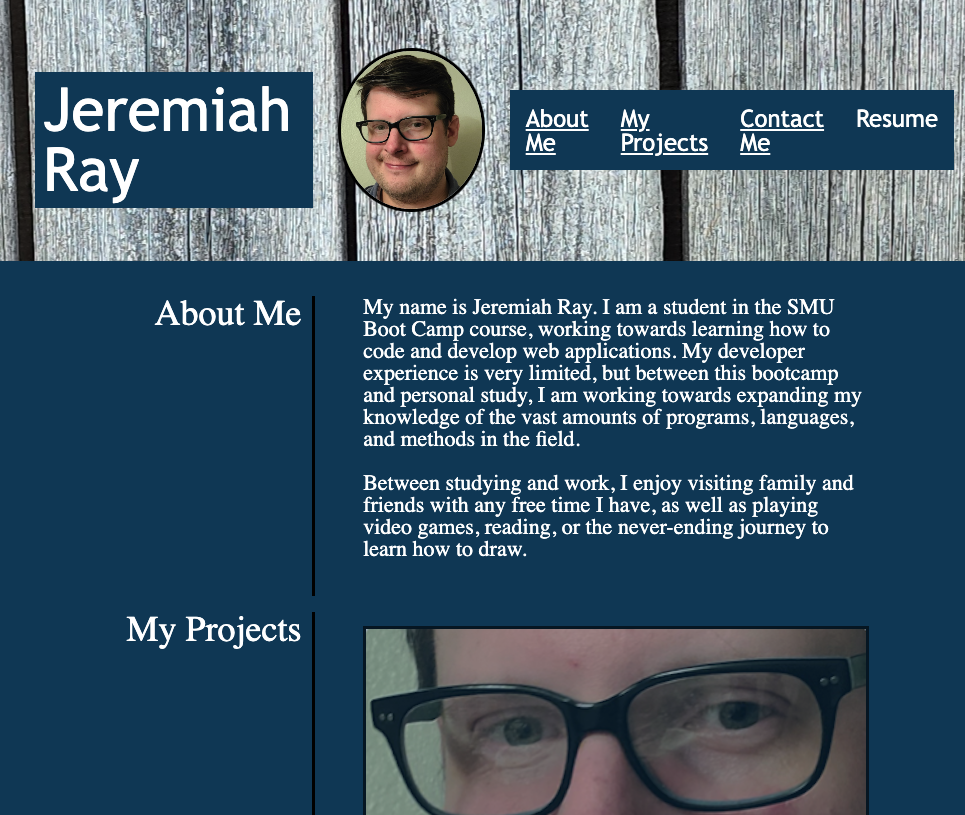 Jeremiah
Ray
About
Me
My
Projects
Contact
Me
Resume
About Me
My name is Jeremiah Ray. I am a student in the SMU
Boot Camp course, working towards learning how to
code and develop web applications. My developer
experience is very limited, but between this bootcamp
and personal study, I am working towards expanding my
knowledge of the vast amounts of programs, languages,
and methods in the field.
Between studying and work, I enjoy visiting family and
friends with any free time I have, as well as playing
video games, reading, or the never-ending journey to
learn how to draw.
My Projects